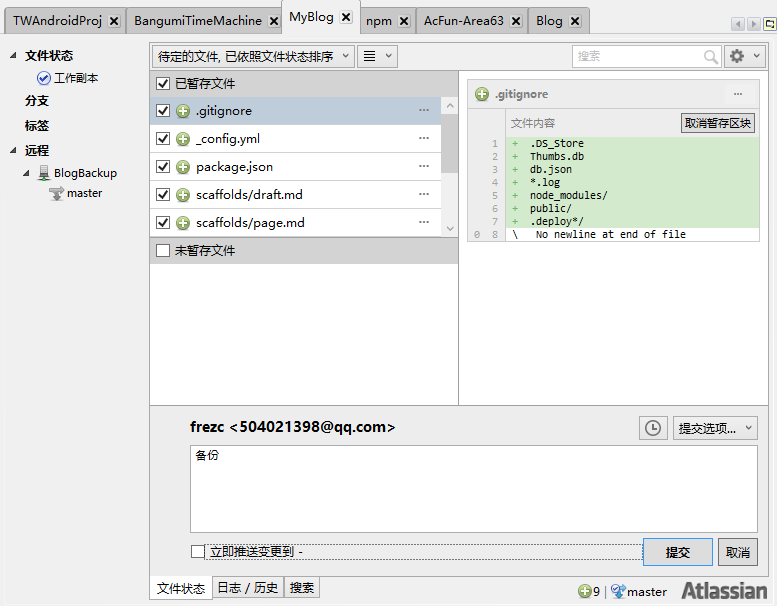 TWAndroidProj
BangumiTimeMachine
MyBlog
npm
AcFun-Area63
Blog
文件状态
工作副本
分支
标签
远程
BlogBackup
master
待定的文件, 已依照文件状态排序
搜索
已暂存文件
.gitignore
_config.yml
package.json
scaffolds/draft.md
scaffolds/page.md
未暂存文件
.gitignore
文件内容
取消暂存区块
1 + .DS_Store
2 + Thumbs.db
3 + db.json
4 + *.log
5 + node_modules/
6 + public/
7 + .deploy*/
0 8 \ No newline at end of file
frezc <504021398@qq.com>
提交选项...
备份
立即推送变更到 -
提交
取消
文件状态
日志 / 历史
搜索
9
master
Atlassian